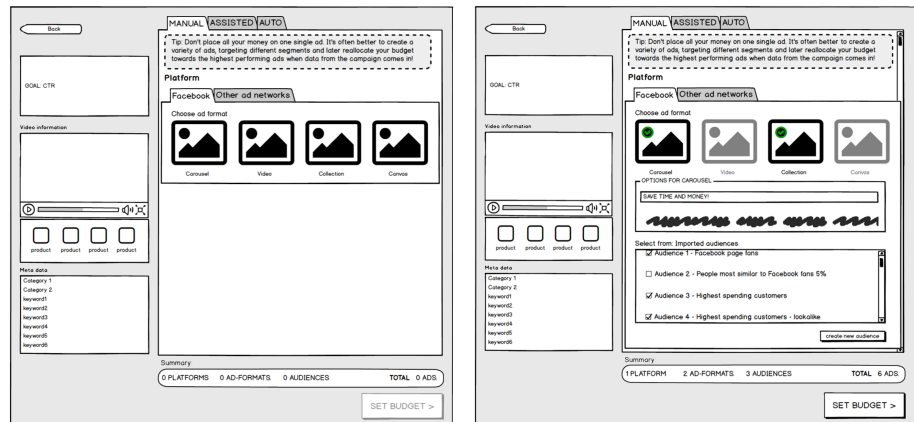 Back
GOAL: CTR
Video information
product product product product
Meta data
Category 1
Category 2
keyword1
keyword2
keyword3
keyword4
keyword5
keyword6
MANUAL ASSISTED AUTO
Tip: Don't place all your money on one single ad. It's often better to create a
variety of ads, targeting different segments and later reallocate your budget
towards the highest performing ads when data from the campaign comes in!
Platform
Facebook Other ad networks
Choose ad format
Carousel Video Collection Canvas
Summary
0 PLATFORMS 0 AD-FORMATS 0 AUDIENCES TOTAL 0 ADS.
SET BUDGET >
Back
GOAL: CTR
Video information
product product product product
Meta data
Category 1
Category 2
keyword1
keyword2
keyword3
keyword4
keyword5
keyword6
MANUAL ASSISTED AUTO
Tip: Don't place all your money on one single ad. It's often better to create a
variety of ads, targeting different segments and later reallocate your budget
towards the highest performing ads when data from the campaign comes in!
Platform
Facebook Other ad networks
Choose ad format
Carousel Video Collection Canvas
OPTIONS FOR CAROUSEL
SAVE TIME AND MONEY!
Select from: Imported audiences
Audience 1 - Facebook page fans
Audience 2 - People most similar to Facebook fans 5%
Audience 3 - Highest spending customers
Audience 4 - Highest spending customers - lookalike
create new audience
Summary
1 PLATFORM 2 AD-FORMATS. 3 AUDIENCES TOTAL 6 ADS.
SET BUDGET >